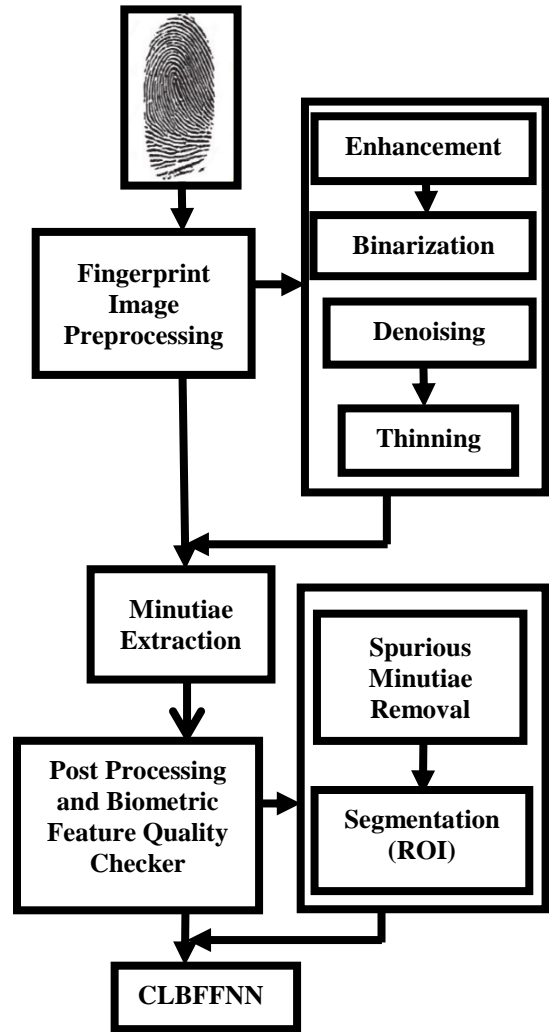 Fingerprint
Image
Preprocessing
Enhancement
Binarization
Denoising
Thinning
Minutiae
Extraction
Post Processing
and Biometric
Feature Quality
Checker
Spurious
Minutiae
Removal
Segmentation
(ROI)
CLBFFNN